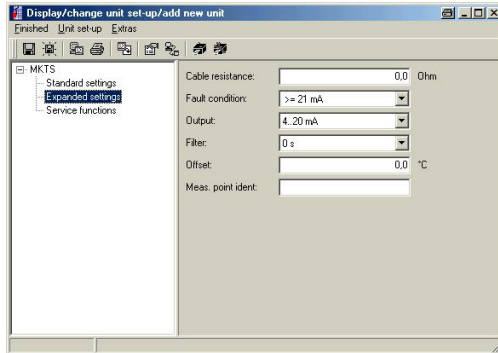 Display/change unit set-up/add new unit
Finished Unit set-up Extras
MKTS
Standard settings
Expanded settings
Service functions
Cable resistance: 0,0 Ohm
Fault condition: >= 21 mA
Output: 4..20 mA
Filter: 0 s
Offset: 0,0 °C
Meas. point ident: